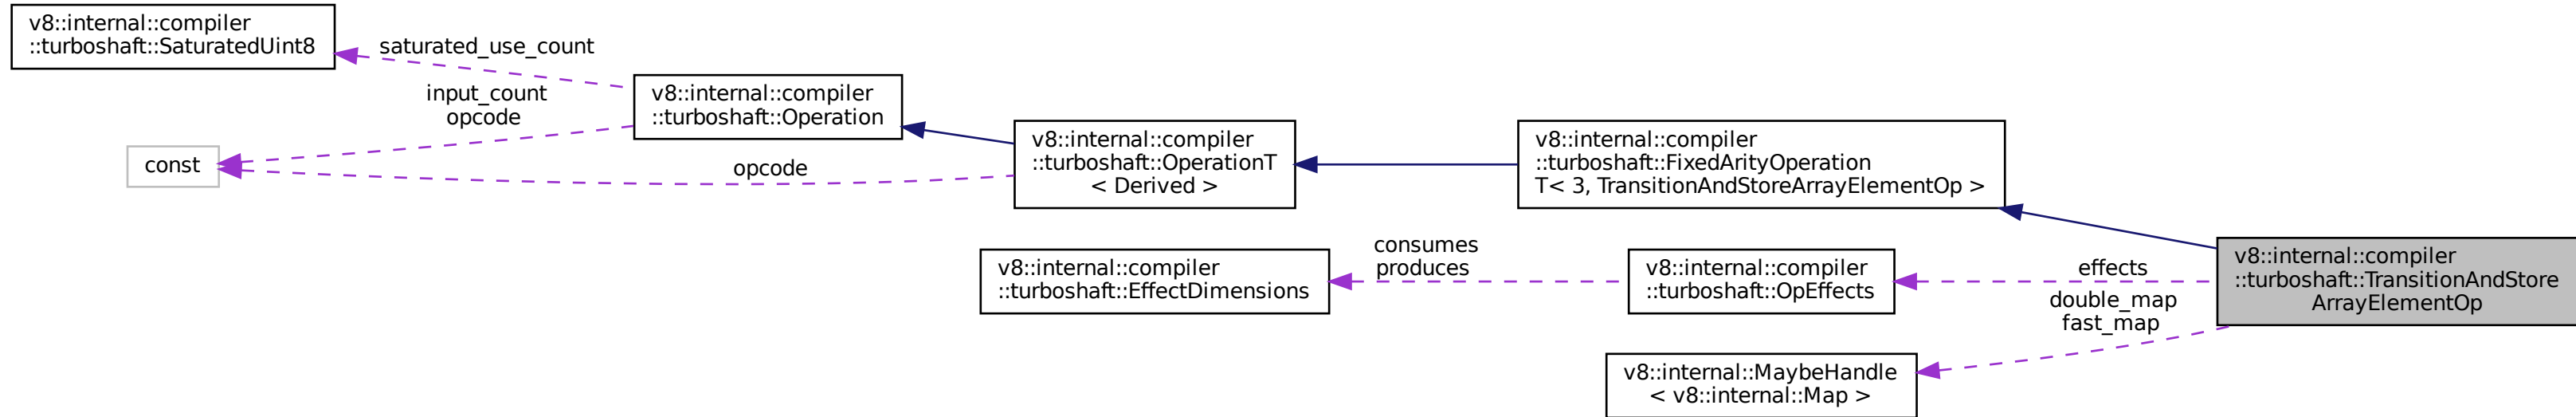 v8::internal::compiler
::turboshaft::SaturatedUint8
saturated_use_count
input_count
opcode
const
v8::internal::compiler
::turboshaft::Operation
opcode
v8::internal::compiler
::turboshaft::OperationT
< Derived >
v8::internal::compiler
::turboshaft::FixedArityOperation
T< 3, TransitionAndStoreArrayElementOp >
v8::internal::compiler
::turboshaft::EffectDimensions
consumes
produces
v8::internal::compiler
::turboshaft::OpEffects
effects
double_map
fast_map
v8::internal::MaybeHandle
< v8::internal::Map >
v8::internal::compiler
::turboshaft::TransitionAndStore
ArrayElementOp